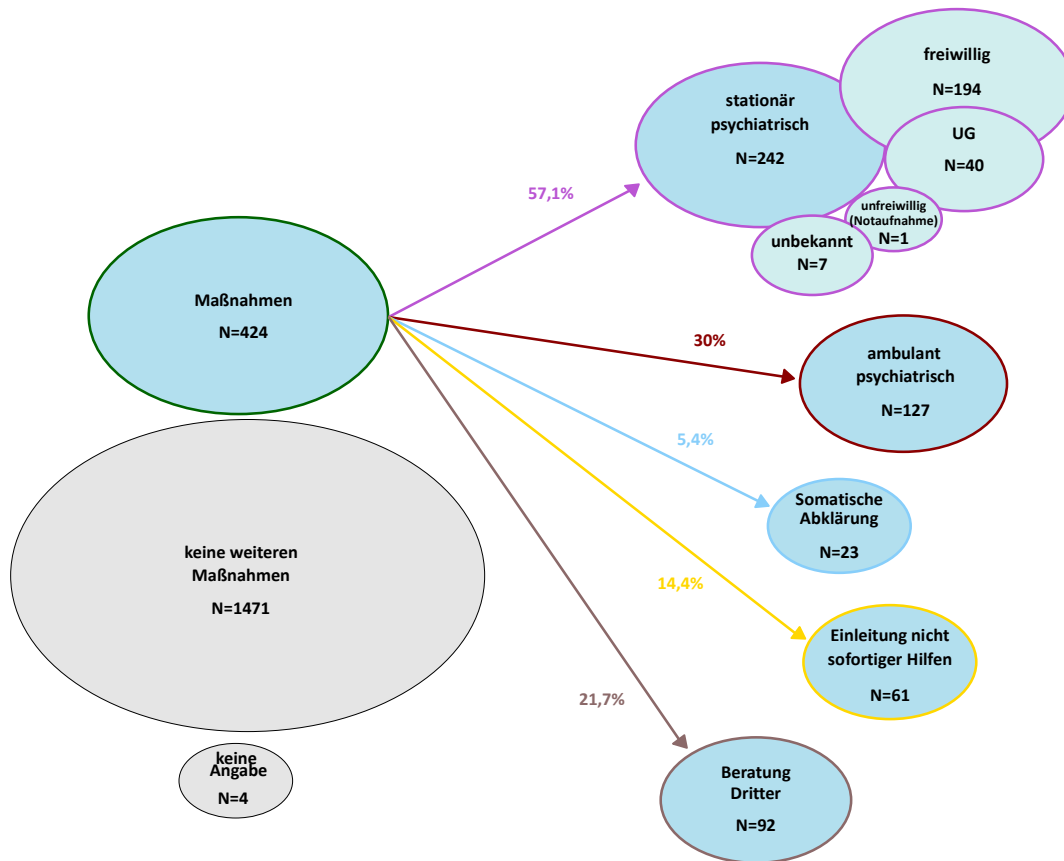 freiwillig
N=194
stationär
psychiatrisch
N=242
UG
N=40
unfreiwillig
(Notaufnahme)
N=1
unbekannt
N=7
57,1%
Maßnahmen
N=424
30%
ambulant
psychiatrisch
N=127
5,4%
Somatische
Abklärung
N=23
keine weiteren
Maßnahmen
N=1471
14,4%
Einleitung nicht
sofortiger Hilfen
N=61
21,7%
keine
Angabe
N=4
Beratung
Dritter
N=92